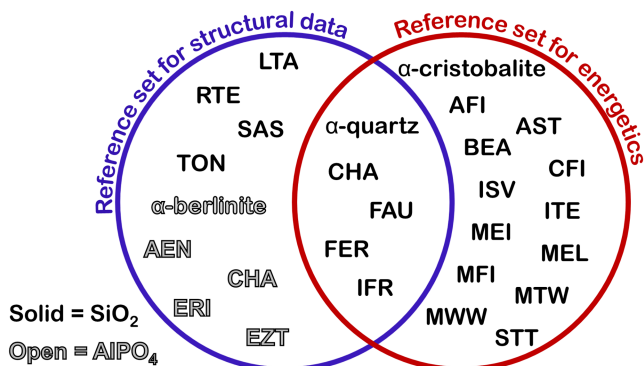 Reference set for structural data
Reference set for energetics
LTA
RTE
SAS
TON
α-berlinite
AEN
CHA
ERI
EZT
α-quartz
CHA
FAU
FER
IFR
α-cristobalite
AFI
AST
BEA
CFI
ISV
ITE
MEI
MEL
MFI
MTW
MWW
STT
Solid = SiO₂
Open = AlPO₄